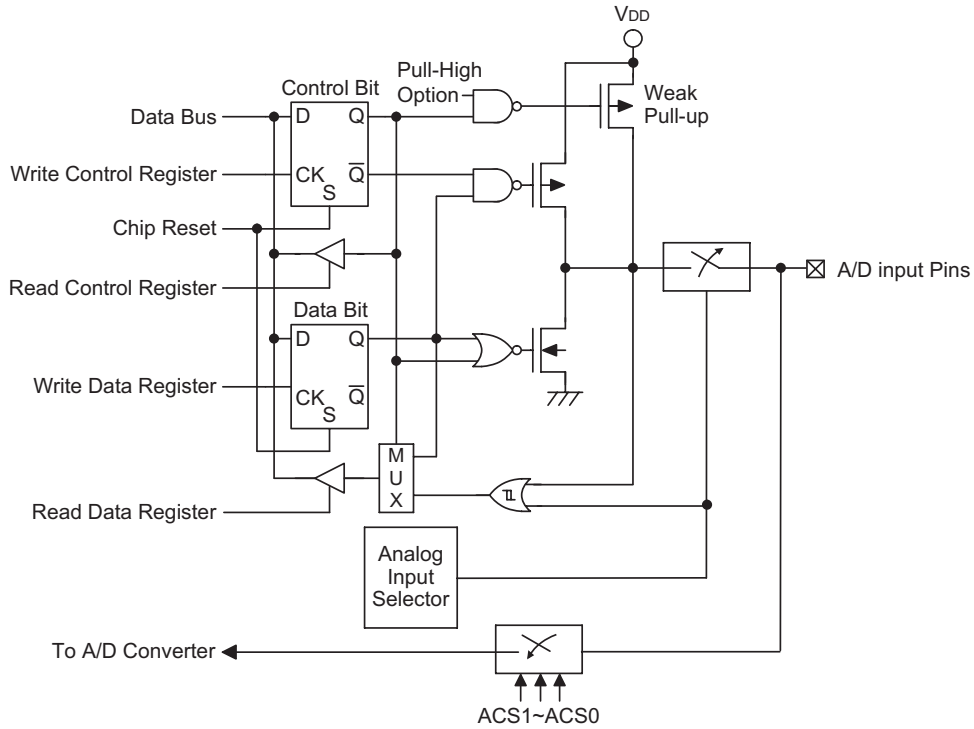 VDD
Pull-High
Option
Weak
Pull-up
Control Bit
Data Bus
D
Q
Write Control Register
CK
Q
S
Chip Reset
Read Control Register
A/D input Pins
Data Bit
D
Q
Write Data Register
CK
Q
S
M
U
X
Read Data Register
Analog
Input
Selector
To A/D Converter
ACS1~ACS0